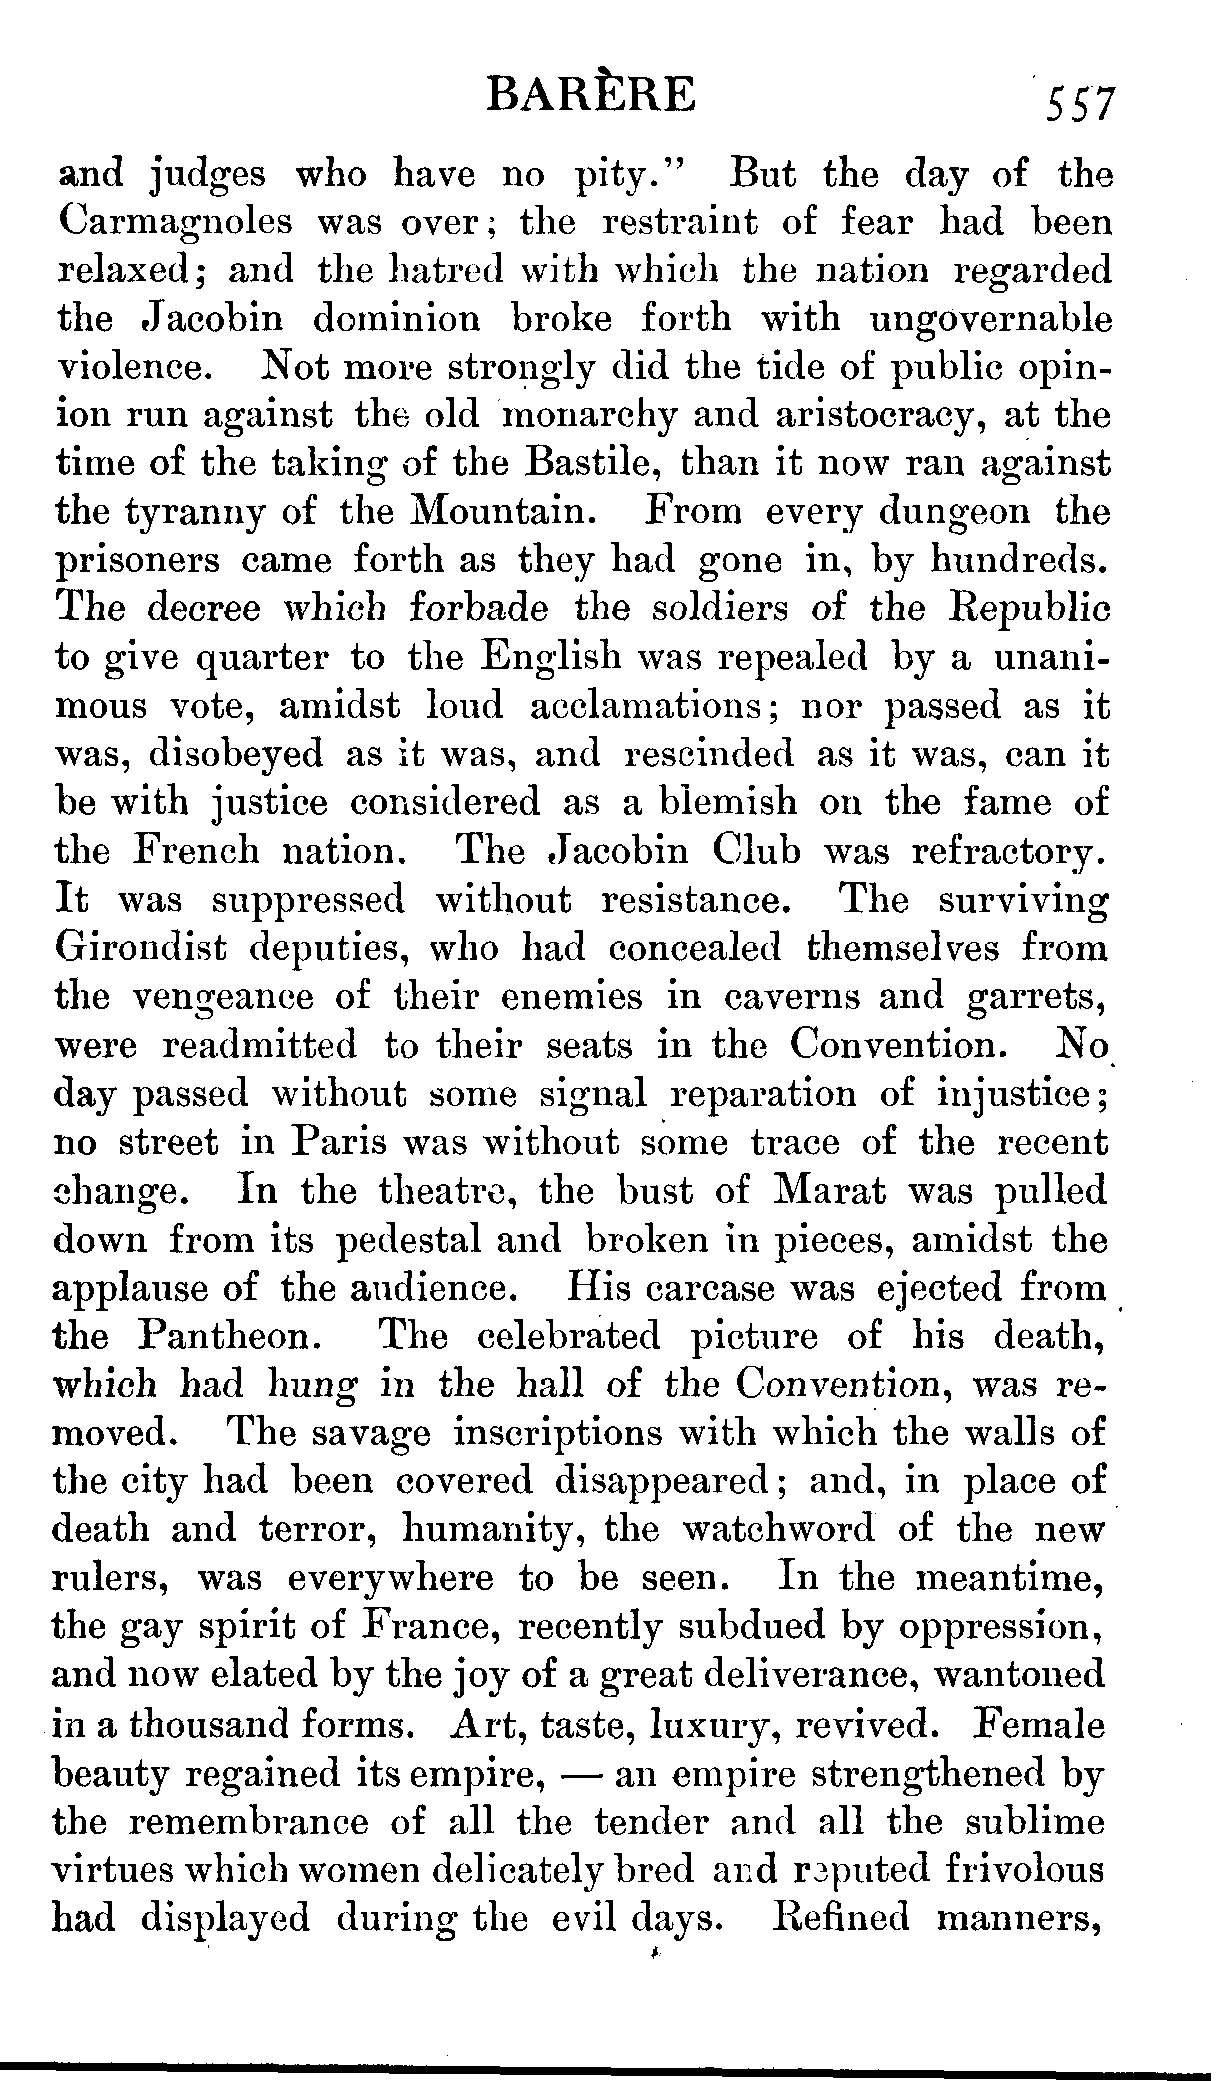 BARÈRE 557
and judges who have no pity." But the day of the
Carmagnoles was over; the restraint of fear had been
relaxed; and the hatred with which the nation regarded
the Jacobin dominion broke forth with ungovernable
violence. Not more strongly did the tide of public opin-
ion run against the old monarchy and aristocracy, at the
time of the taking of the Bastile, than it now ran against
the tyranny of the Mountain. From every dungeon the
prisoners came forth as they had gone in, by hundreds.
The decree which forbade the soldiers of the Republic
to give quarter to the English was repealed by a unani-
mous vote, amidst loud acclamations; nor passed as it
was, disobeyed as it was, and rescinded as it was, can it
be with justice considered as a blemish on the fame of
the French nation. The Jacobin Club was refractory.
It was suppressed without resistance. The surviving
Girondist deputies, who had concealed themselves from
the vengeance of their enemies in caverns and garrets,
were readmitted to their seats in the Convention. No
day passed without some signal reparation of injustice;
no street in Paris was without some trace of the recent
change. In the theatre, the bust of Marat was pulled
down from its pedestal and broken in pieces, amidst the
applause of the audience. His carcase was ejected from
the Pantheon. The celebrated picture of his death,
which had hung in the hall of the Convention, was re-
moved. The savage inscriptions with which the walls of
the city had been covered disappeared; and, in place of
death and terror, humanity, the watchword of the new
rulers, was everywhere to be seen. In the meantime,
the gay spirit of France, recently subdued by oppression,
and now elated by the joy of a great deliverance, wantoned
in a thousand forms. Art, taste, luxury, revived. Female
beauty regained its empire, — an empire strengthened by
the remembrance of all the tender and all the sublime
virtues which women delicately bred and reputed frivolous
had displayed during the evil days. Refined manners,